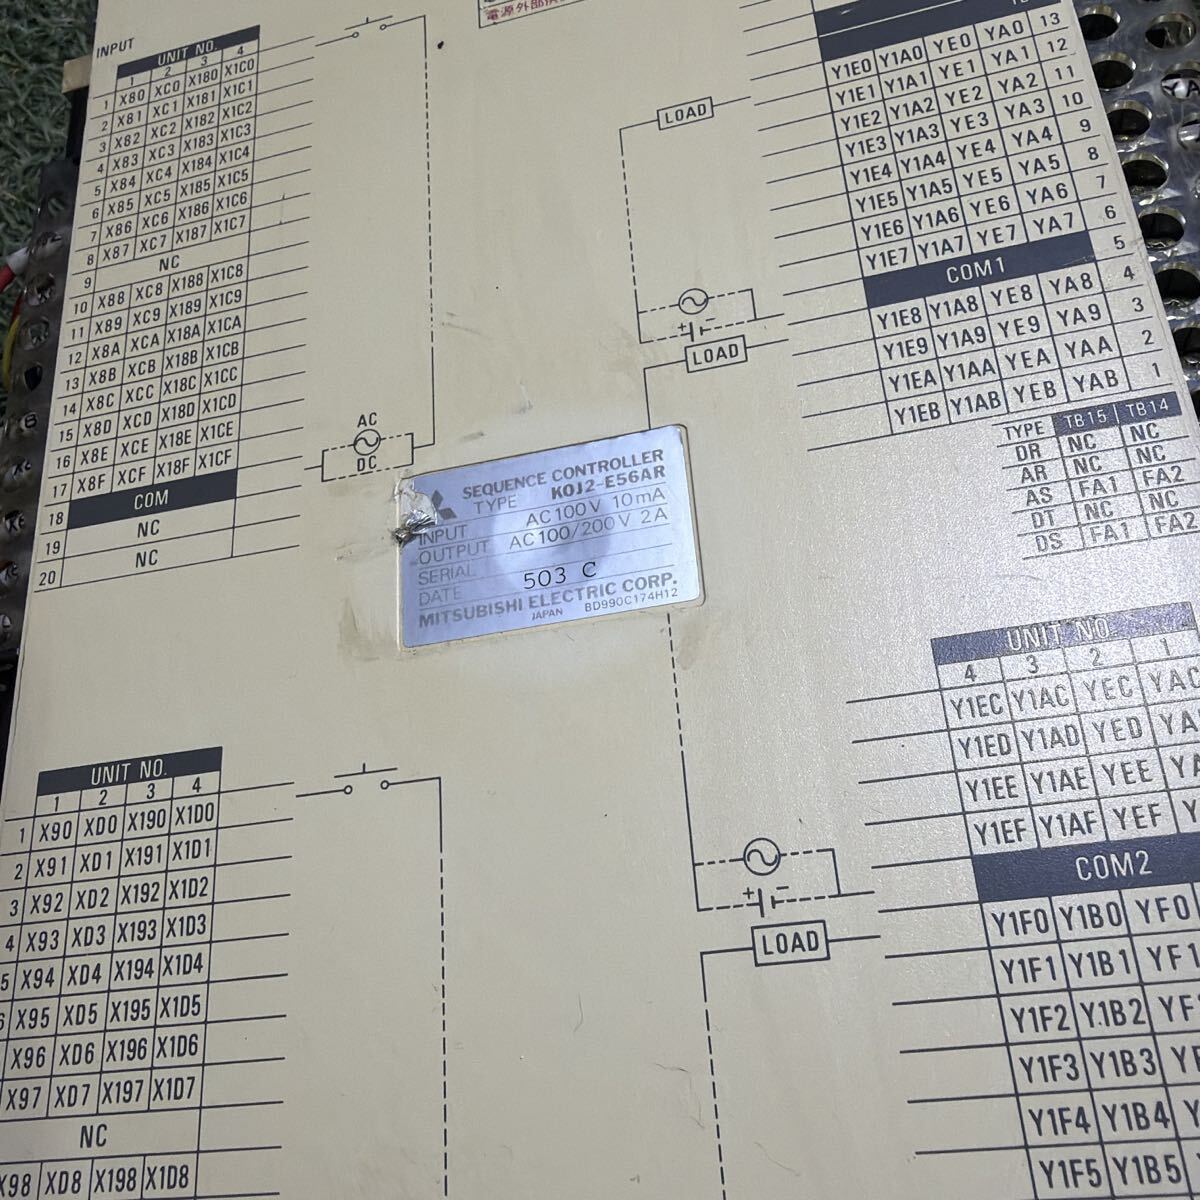 電源外部
INPUT
UNIT NO.
1 2 3 4
1 X80 XC0 X180 X1C0
2 X81 XC1 X181 X1C1
3 X82 XC2 X182 X1C2
4 X83 XC3 X183 X1C3
5 X84 XC4 X184 X1C4
6 X85 XC5 X185 X1C5
7 X86 XC6 X186 X1C6
8 X87 XC7 X187 X1C7
9 NC
10 X88 XC8 X188 X1C8
11 X89 XC9 X189 X1C9
12 X8A XCA X18A X1CA
13 X8B XCB X18B X1CB
14 X8C XCC X18C X1CC
15 X8D XCD X18D X1CD
16 X8E XCE X18E X1CE
17 X8F XCF X18F X1CF
18 COM
19 NC
20 NC
AC
DC
LOAD
+ -
LOAD
Y1E0 Y1A0 YE0 YA0 13
Y1E1 Y1A1 YE1 YA1 12
Y1E2 Y1A2 YE2 YA2 11
Y1E3 Y1A3 YE3 YA3 10
Y1E4 Y1A4 YE4 YA4 9
Y1E5 Y1A5 YE5 YA5 8
Y1E6 Y1A6 YE6 YA6 7
Y1E7 Y1A7 YE7 YA7 6
COM1 5
Y1E8 Y1A8 YE8 YA8 4
Y1E9 Y1A9 YE9 YA9 3
Y1EA Y1AA YEA YAA 2
Y1EB Y1AB YEB YAB 1
TYPE TB15 TB14
DR NC NC
AR NC NC
AS FA1 FA2
DT NC NC
DS FA1 FA2
SEQUENCE CONTROLLER
TYPE K0J2-E56AR
INPUT AC100V 10mA
OUTPUT AC100/200V 2A
SERIAL
DATE 503 C
MITSUBISHI ELECTRIC CORP.
JAPAN BD990C174H12
UNIT NO.
4 3 2 1
Y1EC Y1AC YEC YAC
Y1ED Y1AD YED
Y1EE Y1AE YEE
Y1EF Y1AF YEF
COM2
Y1F0 Y1B0 YF0
Y1F1 Y1B1 YF1
Y1F2 Y1B2
Y1F3 Y1B3
Y1F4 Y1B4
Y1F5 Y1B5
+ -
LOAD
UNIT NO.
1 2 3 4
1 X90 XD0 X190 X1D0
2 X91 XD1 X191 X1D1
3 X92 XD2 X192 X1D2
4 X93 XD3 X193 X1D3
5 X94 XD4 X194 X1D4
6 X95 XD5 X195 X1D5
X96 XD6 X196 X1D6
X97 XD7 X197 X1D7
NC
X98 XD8 X198 X1D8